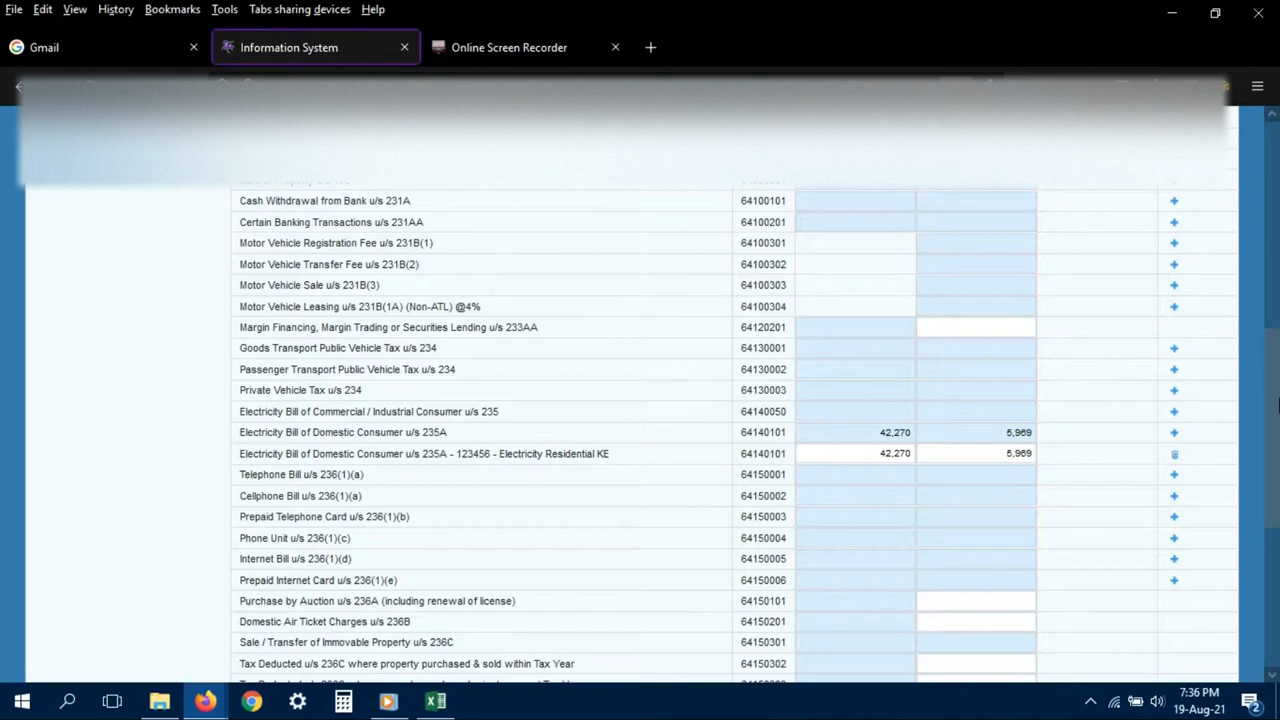 File Edit View History Bookmarks Tools Tabs sharing devices Help
Gmail Information System Online Screen Recorder
Cash Withdrawal from Bank u/s 231A 64100101
Certain Banking Transactions u/s 231AA 64100201
Motor Vehicle Registration Fee u/s 231B(1) 64100301
Motor Vehicle Transfer Fee u/s 231B(2) 64100302
Motor Vehicle Sale u/s 231B(3) 64100303
Motor Vehicle Leasing u/s 231B(1A) (Non-ATL) @4% 64100304
Margin Financing, Margin Trading or Securities Lending u/s 233AA 64120201
Goods Transport Public Vehicle Tax u/s 234 64130001
Passenger Transport Public Vehicle Tax u/s 234 64130002
Private Vehicle Tax u/s 234 64130003
Electricity Bill of Commercial / Industrial Consumer u/s 235 64140050
Electricity Bill of Domestic Consumer u/s 235A 64140101 42,270 5,969
Electricity Bill of Domestic Consumer u/s 235A - 123456 - Electricity Residential KE 64140101 42,270 5,969
Telephone Bill u/s 236(1)(a) 64150001
Cellphone Bill u/s 236(1)(a) 64150002
Prepaid Telephone Card u/s 236(1)(b) 64150003
Phone Unit u/s 236(1)(c) 64150004
Internet Bill u/s 236(1)(d) 64150005
Prepaid Internet Card u/s 236(1)(e) 64150006
Purchase by Auction u/s 236A (including renewal of license) 64150101
Domestic Air Ticket Charges u/s 236B 64150201
Sale / Transfer of Immovable Property u/s 236C 64150301
Tax Deducted u/s 236C where property purchased & sold within Tax Year 64150302
7:36 PM
19-Aug-21
2